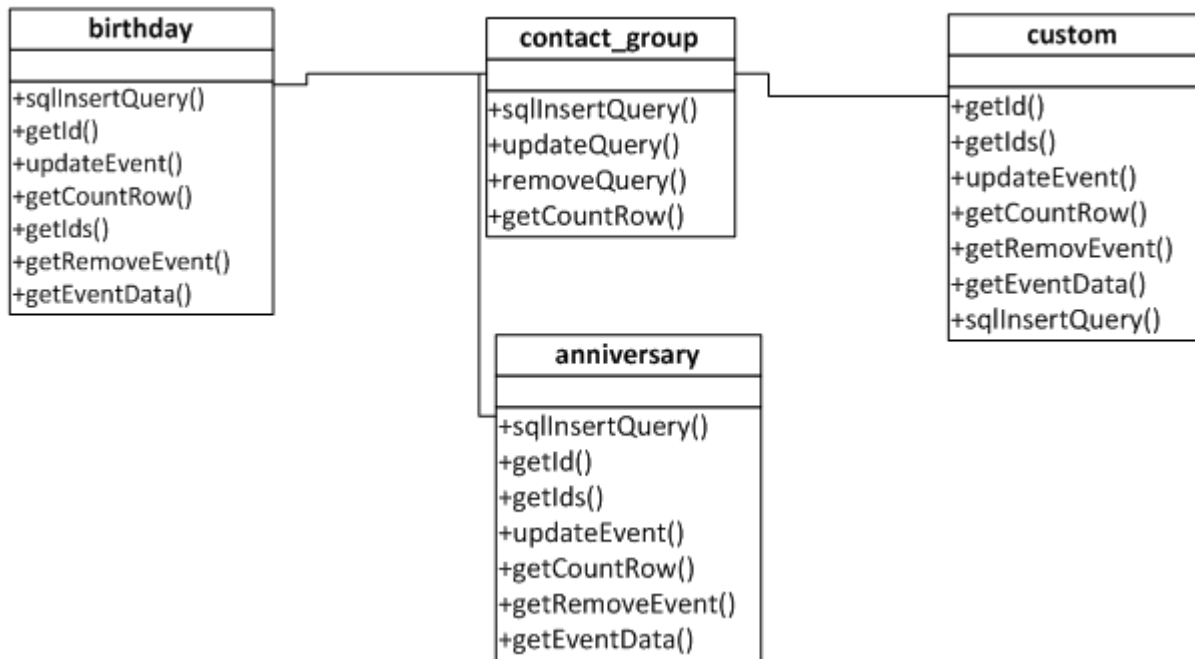 birthday
+sqlInsertQuery()
+getId()
+updateEvent()
+getCountRow()
+getIds()
+getRemoveEvent()
+getEventData()
contact_group
+sqlInsertQuery()
+updateQuery()
+removeQuery()
+getCountRow()
custom
+getId()
+getIds()
+updateEvent()
+getCountRow()
+getRemovEvent()
+getEventData()
+sqlInsertQuery()
anniversary
+sqlInsertQuery()
+getId()
+getIds()
+updateEvent()
+getCountRow()
+getRemoveEvent()
+getEventData()